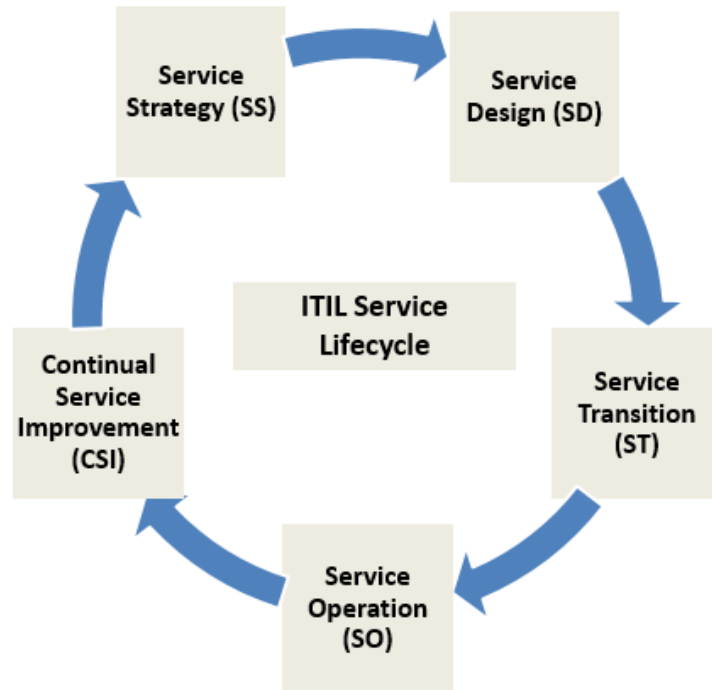 Service
Strategy (SS)
Service
Design (SD)
ITIL Service
Lifecycle
Continual
Service
Improvement
(CSI)
Service
Transition
(ST)
Service
Operation
(SO)